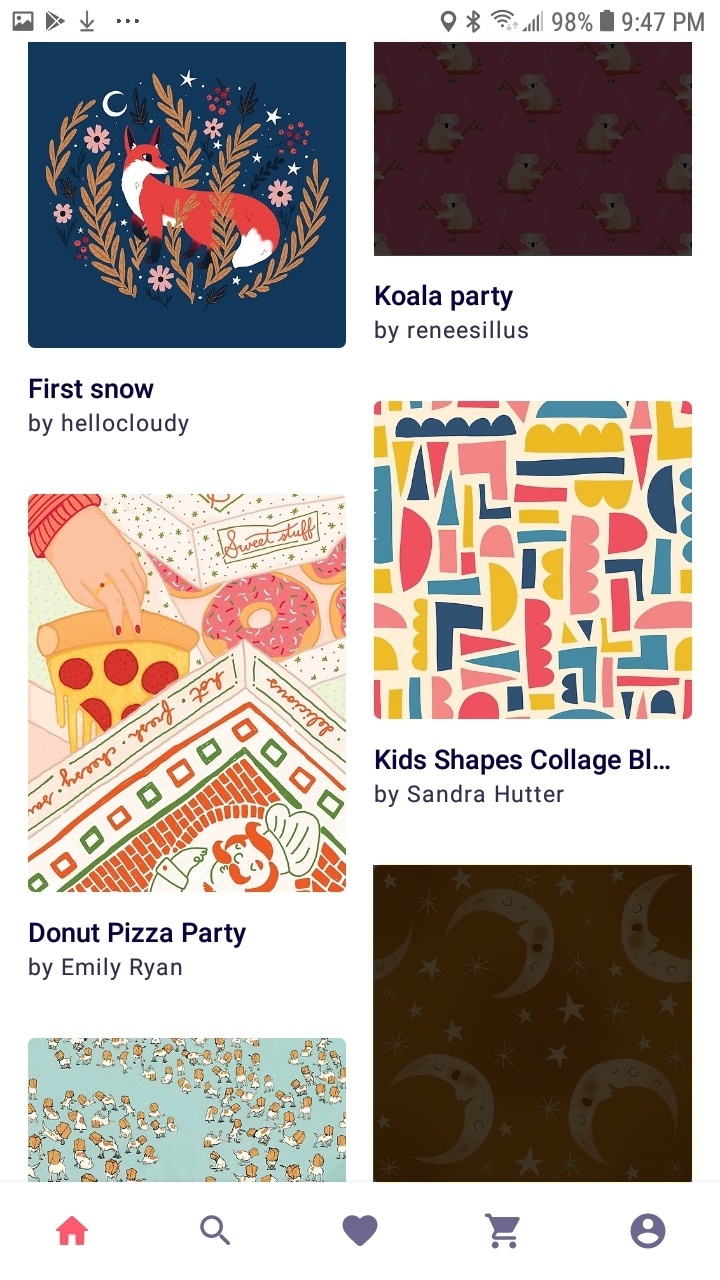 98% 9:47 PM
First snow
by hellocloudy
Sweet stuff
hot · fresh · cheesy
delicious
Donut Pizza Party
by Emily Ryan
Koala party
by reneesillus
Kids Shapes Collage Bl...
by Sandra Hutter